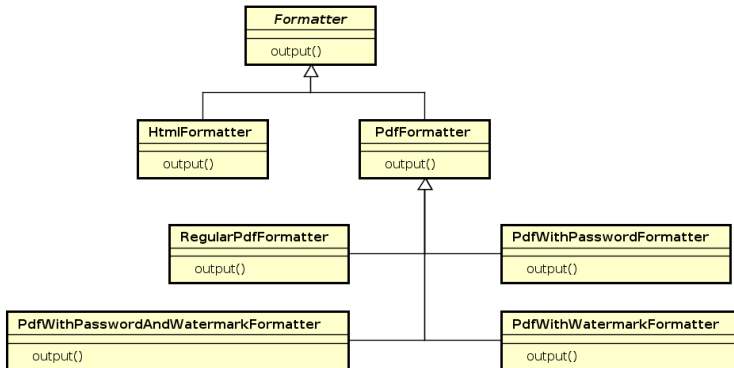 Formatter
output()
HtmlFormatter
output()
PdfFormatter
output()
RegularPdfFormatter
output()
PdfWithPasswordFormatter
output()
PdfWithPasswordAndWatermarkFormatter
output()
PdfWithWatermarkFormatter
output()